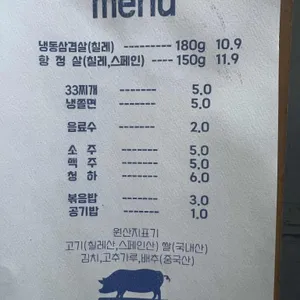 menu
냉동삼겹살(칠레) --------- 180g 10.9
항 정 살(칠레,스페인) ---- 150g 11.9
33찌개 ------- 5.0
냉쫄면 ------- 5.0
음료수 ------- 2.0
소 주 ------- 5.0
맥 주 ------- 5.0
청 하 ------- 6.0
볶음밥 ------- 3.0
공기밥 ------- 1.0
원산지표기
고기(칠레산,스페인산) 쌀(국내산)
김치,고추가루,배추(중국산)